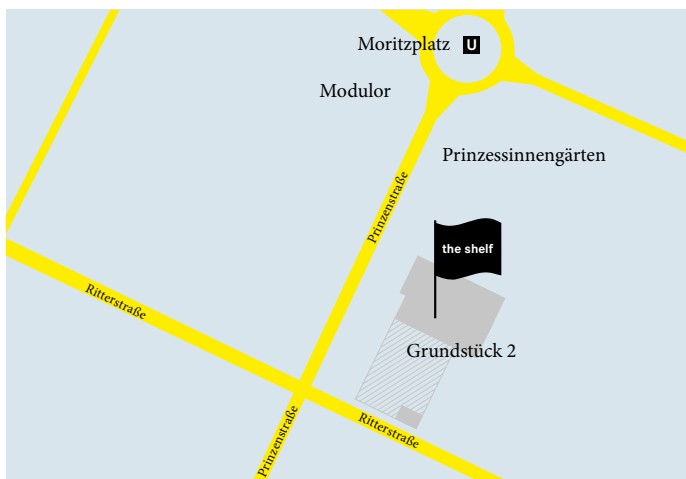 Moritzplatz U
Modulor
Prinzessinnengärten
Prinzenstraße
the shelf
Ritterstraße
Grundstück 2
Prinzenstraße
Ritterstraße